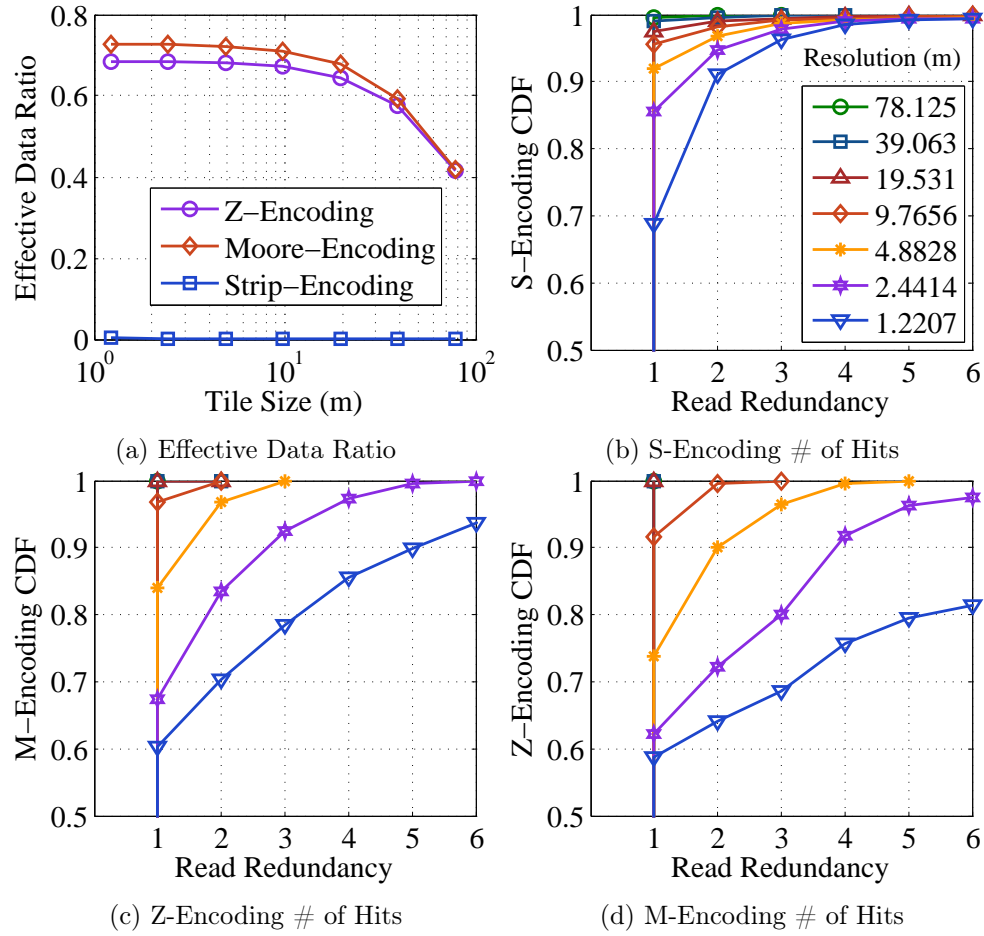 Effective Data Ratio
0.8
0.6
0.4
0.2
0
10^0
10^1
10^2
Tile Size (m)
Z−Encoding
Moore−Encoding
Strip−Encoding
(a) Effective Data Ratio
S−Encoding CDF
1
0.9
0.8
0.7
0.6
0.5
1 2 3 4 5 6
Read Redundancy
Resolution (m)
78.125
39.063
19.531
9.7656
4.8828
2.4414
1.2207
(b) S-Encoding # of Hits
M−Encoding CDF
1
0.9
0.8
0.7
0.6
0.5
1 2 3 4 5 6
Read Redundancy
(c) Z-Encoding # of Hits
Z−Encoding CDF
1
0.9
0.8
0.7
0.6
0.5
1 2 3 4 5 6
Read Redundancy
(d) M-Encoding # of Hits